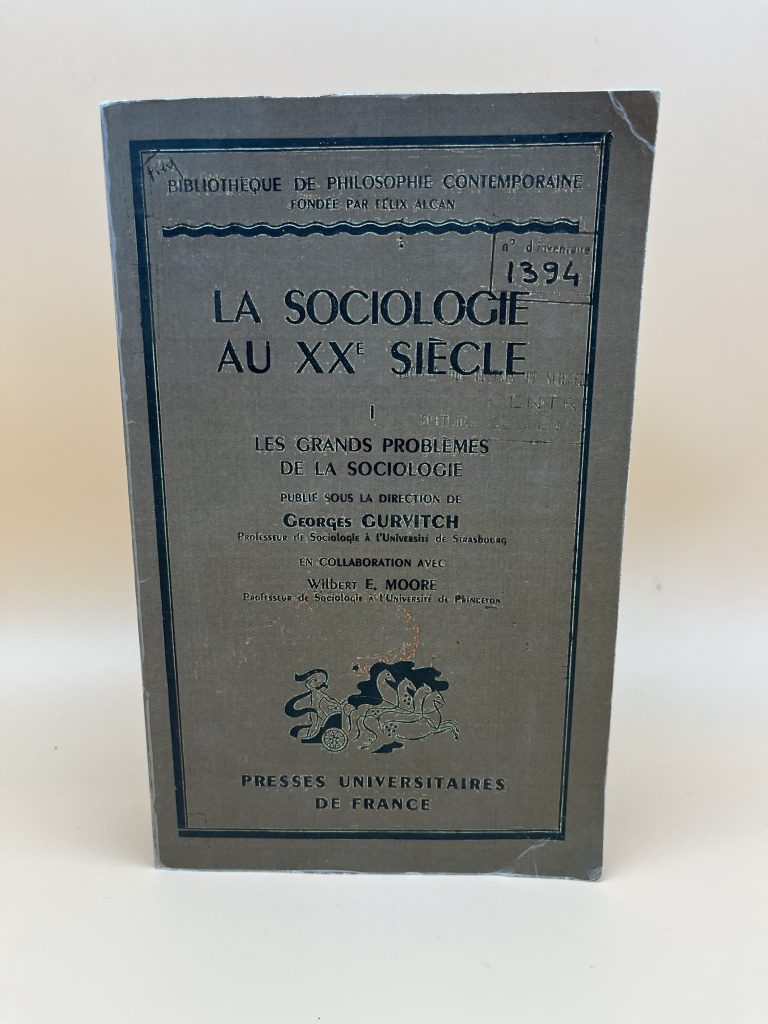 BIBLIOTHÈQUE DE PHILOSOPHIE CONTEMPORAINE
FONDÉE PAR FÉLIX ALCAN
n° d'inventaire
1394
LA SOCIOLOGIE
AU XXE SIÈCLE
I
LES GRANDS PROBLÈMES
DE LA SOCIOLOGIE
PUBLIÉ SOUS LA DIRECTION DE
GEORGES GURVITCH
Professeur de Sociologie à l'Université de Strasbourg
EN COLLABORATION AVEC
Wilbert E. MOORE
Professeur de Sociologie à l'Université de Princeton
PRESSES UNIVERSITAIRES
DE FRANCE